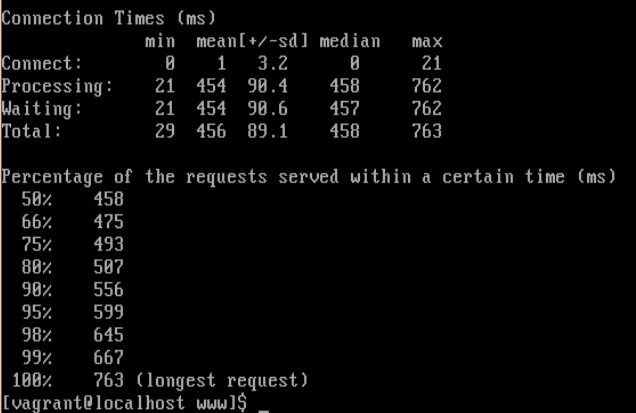 Connection Times (ms)
              min  mean[+/-sd] median   max
Connect:        0    1   3.2      0      21
Processing:    21  454  90.4    458     762
Waiting:       21  454  90.6    457     762
Total:         29  456  89.1    458     763

Percentage of the requests served within a certain time (ms)
  50%    458
  66%    475
  75%    493
  80%    507
  90%    556
  95%    599
  98%    645
  99%    667
 100%    763 (longest request)
[vagrant@localhost www]$ _